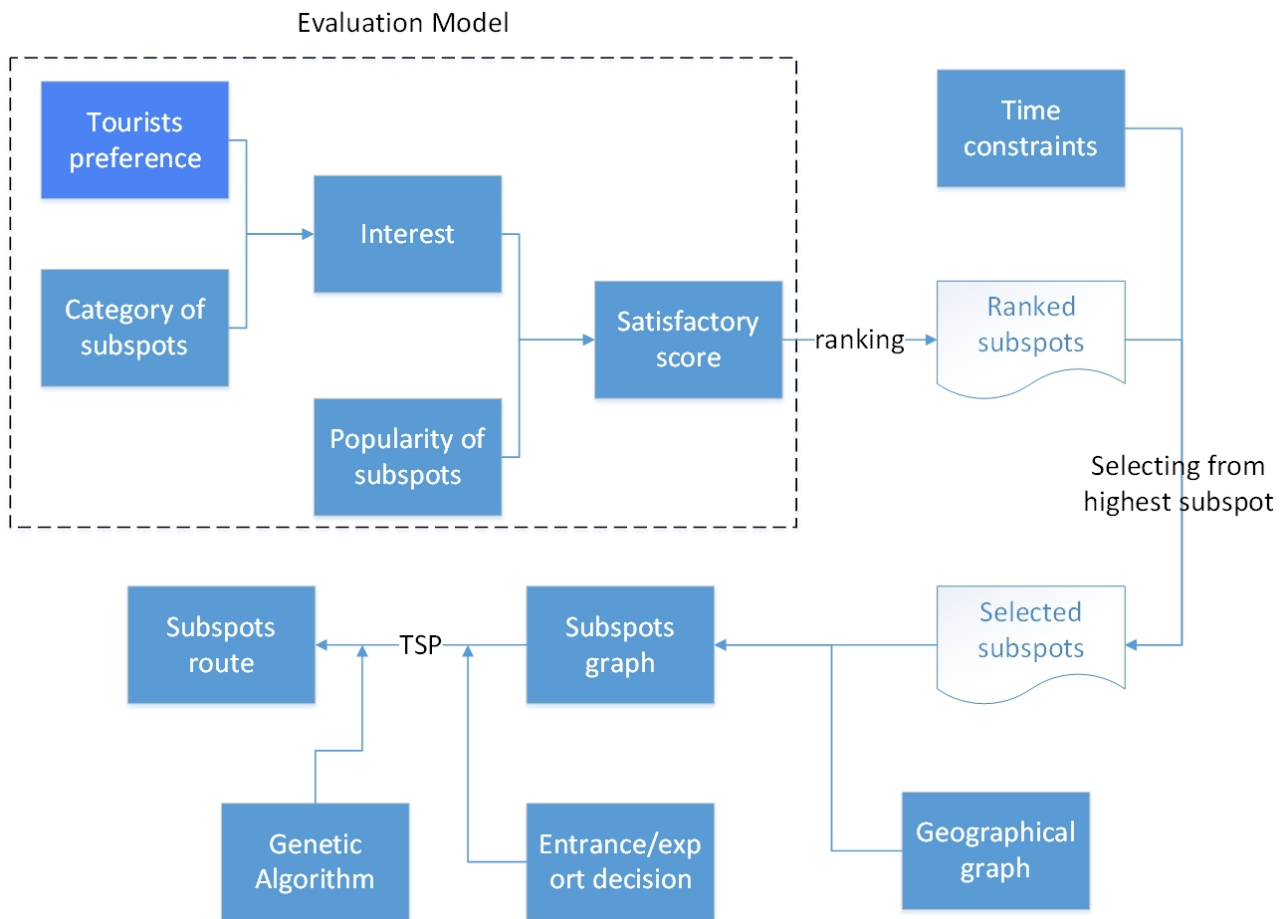 Evaluation Model
Tourists
preference
Time
constraints
Interest
Category of
subspots
Satisfactory
score
ranking
Ranked
subspots
Popularity of
subspots
Selecting from
highest subspot
Subspots
route
TSP
Subspots
graph
Selected
subspots
Genetic
Algorithm
Entrance/exp
ort decision
Geographical
graph